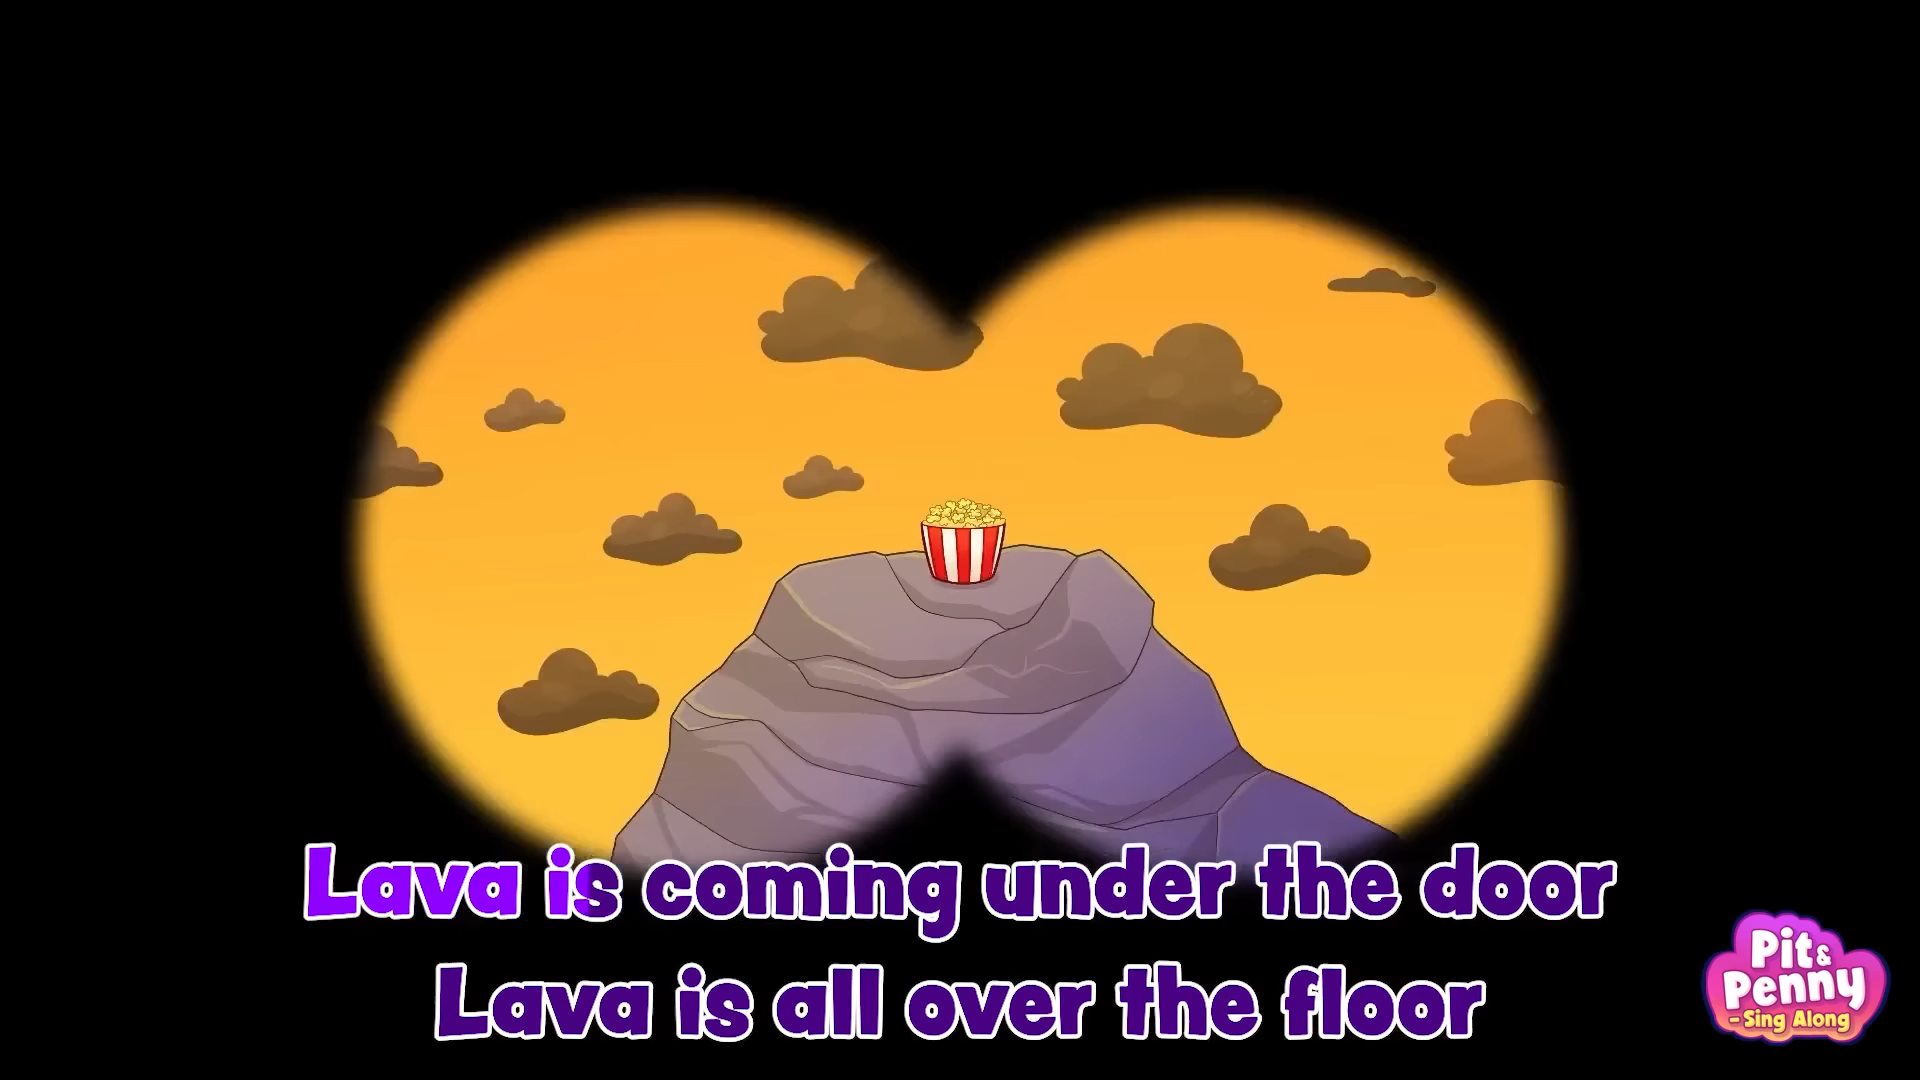 Lava is coming under the door
Lava is all over the floor
Pit &
Penny
- Sing Along